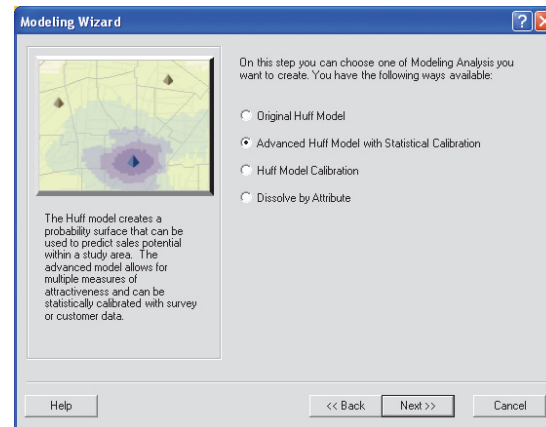 Modeling Wizard
On this step you can choose one of Modeling Analysis you
want to create. You have the following ways available:
Original Huff Model
Advanced Huff Model with Statistical Calibration
Huff Model Calibration
Dissolve by Attribute
The Huff model creates a
probability surface that can be
used to predict sales potential
within a study area. The
advanced model allows for
multiple measures of
attractiveness and can be
statistically calibrated with survey
or customer data.
Help
<< Back
Next >>
Cancel